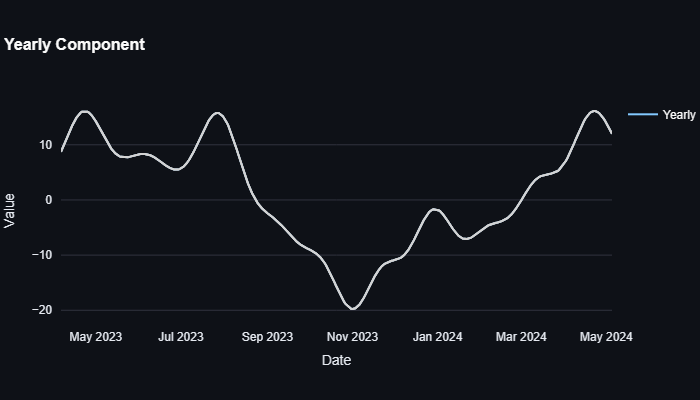 Yearly Component
Yearly
10
0
−10
−20
Value
May 2023
Jul 2023
Sep 2023
Nov 2023
Jan 2024
Mar 2024
May 2024
Date